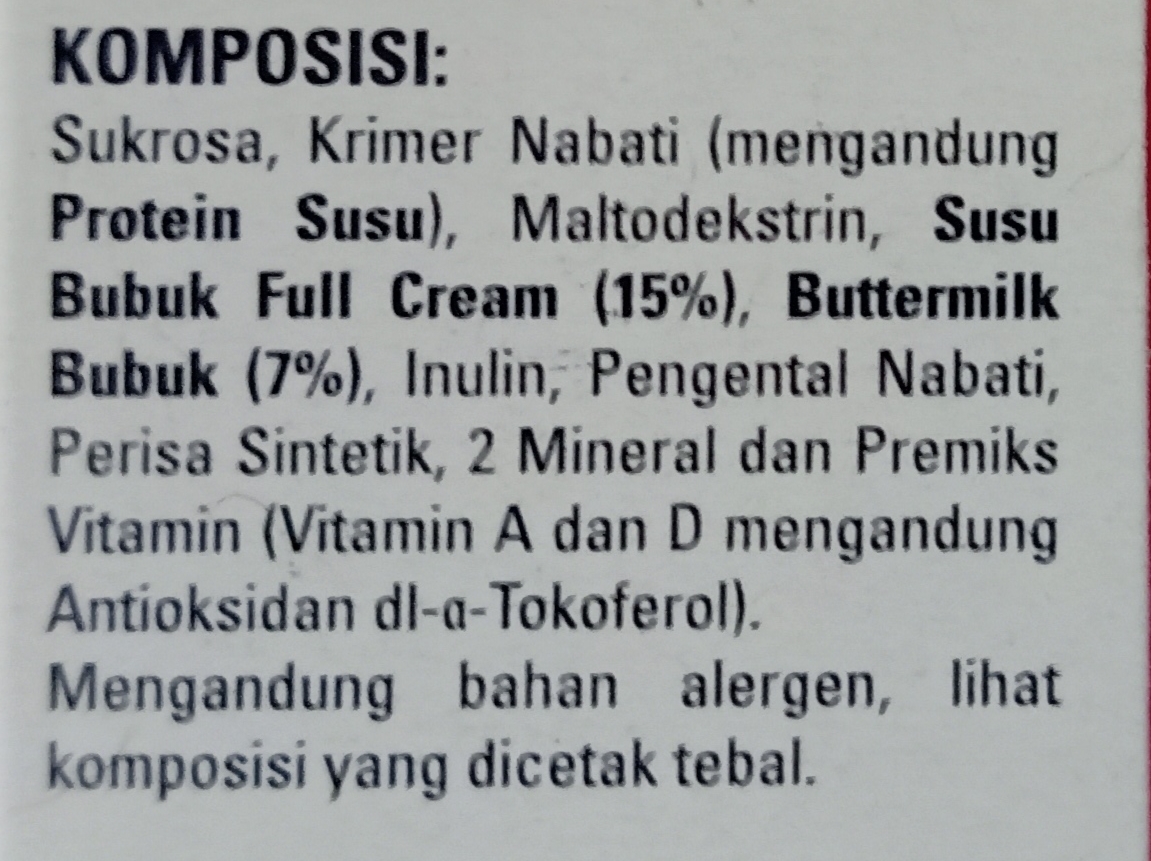 KOMPOSISI:
Sukrosa, Krimer Nabati (mengandung
Protein Susu), Maltodekstrin, Susu
Bubuk Full Cream (15%), Buttermilk
Bubuk (7%), Inulin, Pengental Nabati,
Perisa Sintetik, 2 Mineral dan Premiks
Vitamin (Vitamin A dan D mengandung
Antioksidan dl-α-Tokoferol).
Mengandung bahan alergen, lihat
komposisi yang dicetak tebal.